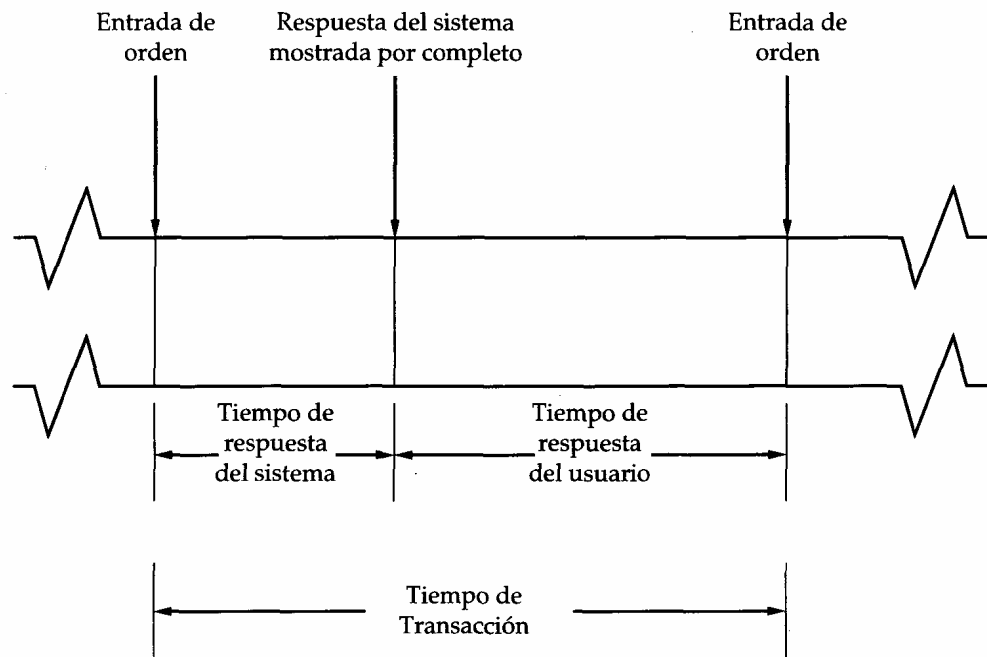 Entrada de
orden
Respuesta del sistema
mostrada por completo
Entrada de
orden
Tiempo de
respuesta
del sistema
Tiempo de
respuesta
del usuario
Tiempo de
Transacción